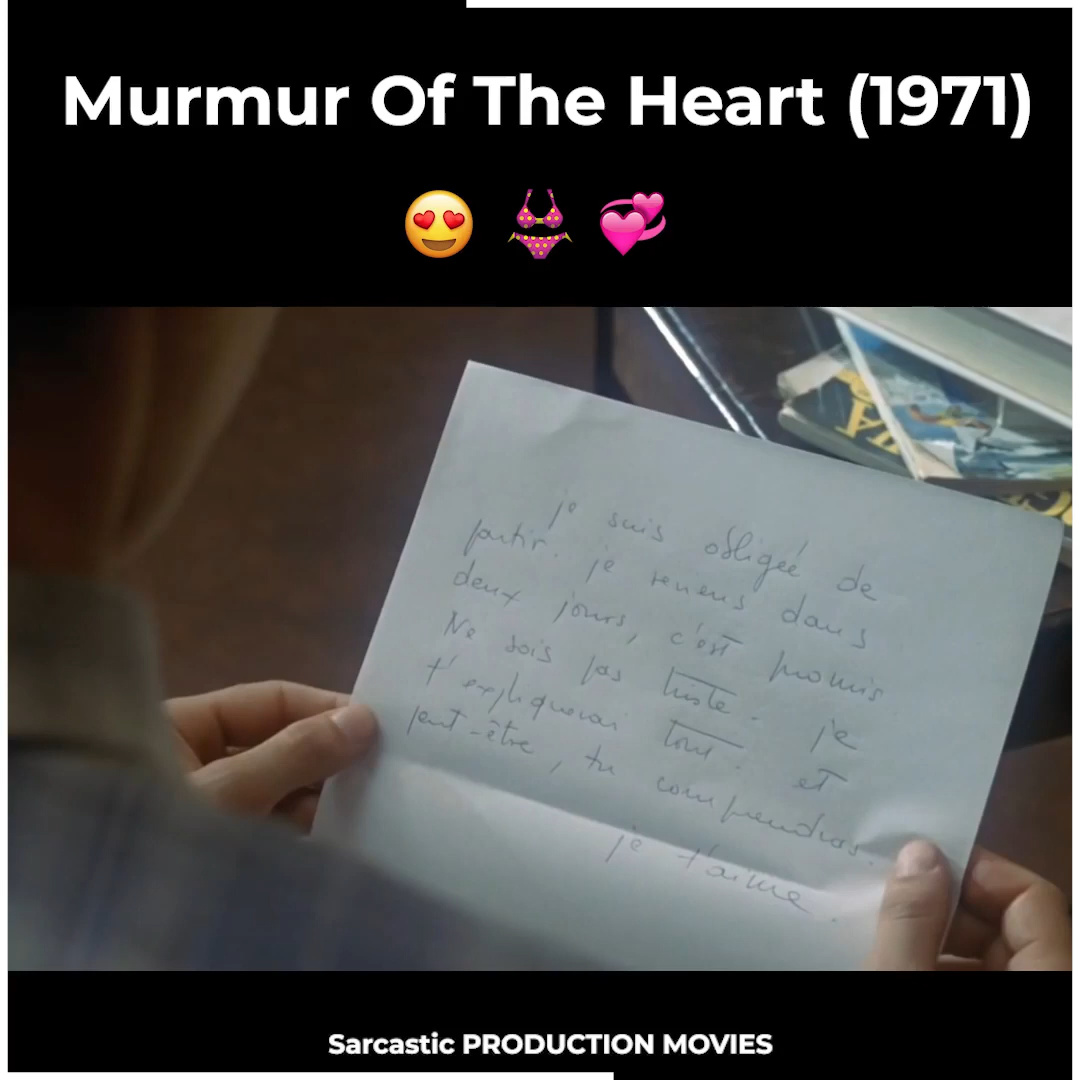 Murmur Of The Heart (1971)
je suis obligée de
partir. je reviens dans
deux jours, c'est promis
Ne sois pas triste. je
t'expliquerai tout. et
peut-être, tu comprendras.
je t'aime.
Sarcastic PRODUCTION MOVIES